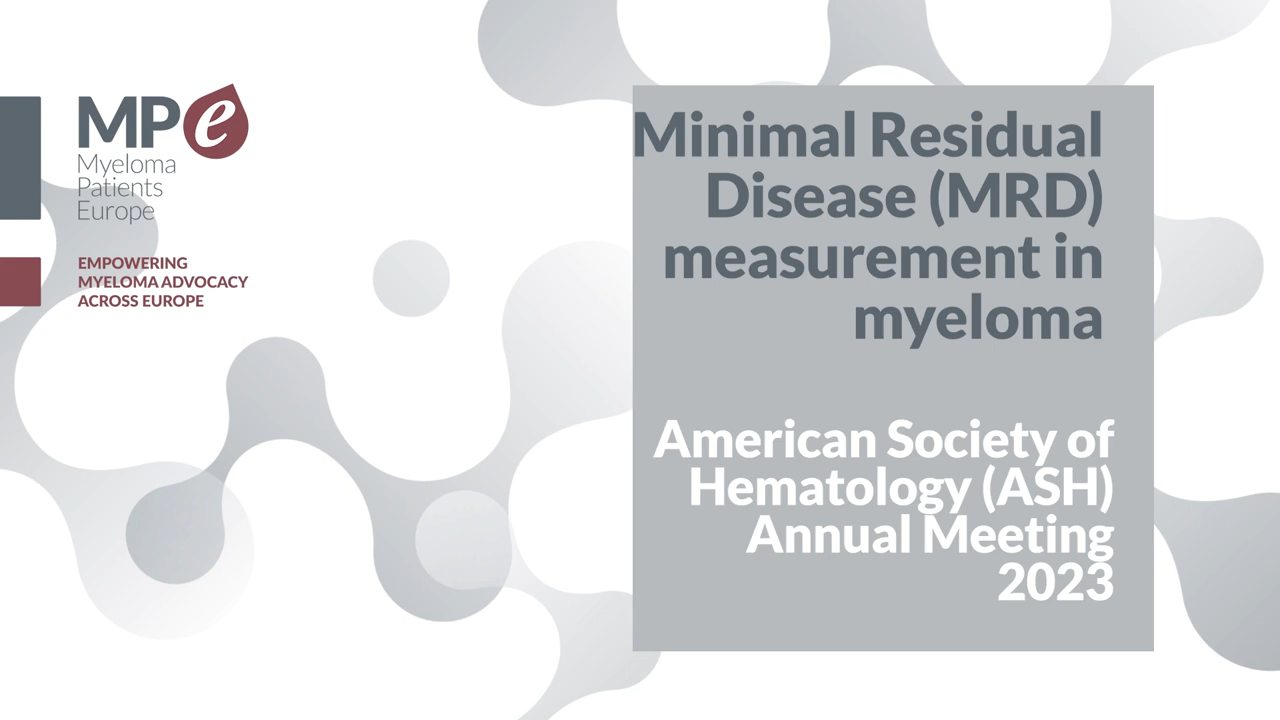 MPe
Myeloma
Patients
Europe
EMPOWERING
MYELOMA ADVOCACY
ACROSS EUROPE
Minimal Residual
Disease (MRD)
measurement in
myeloma
American Society of
Hematology (ASH)
Annual Meeting
2023